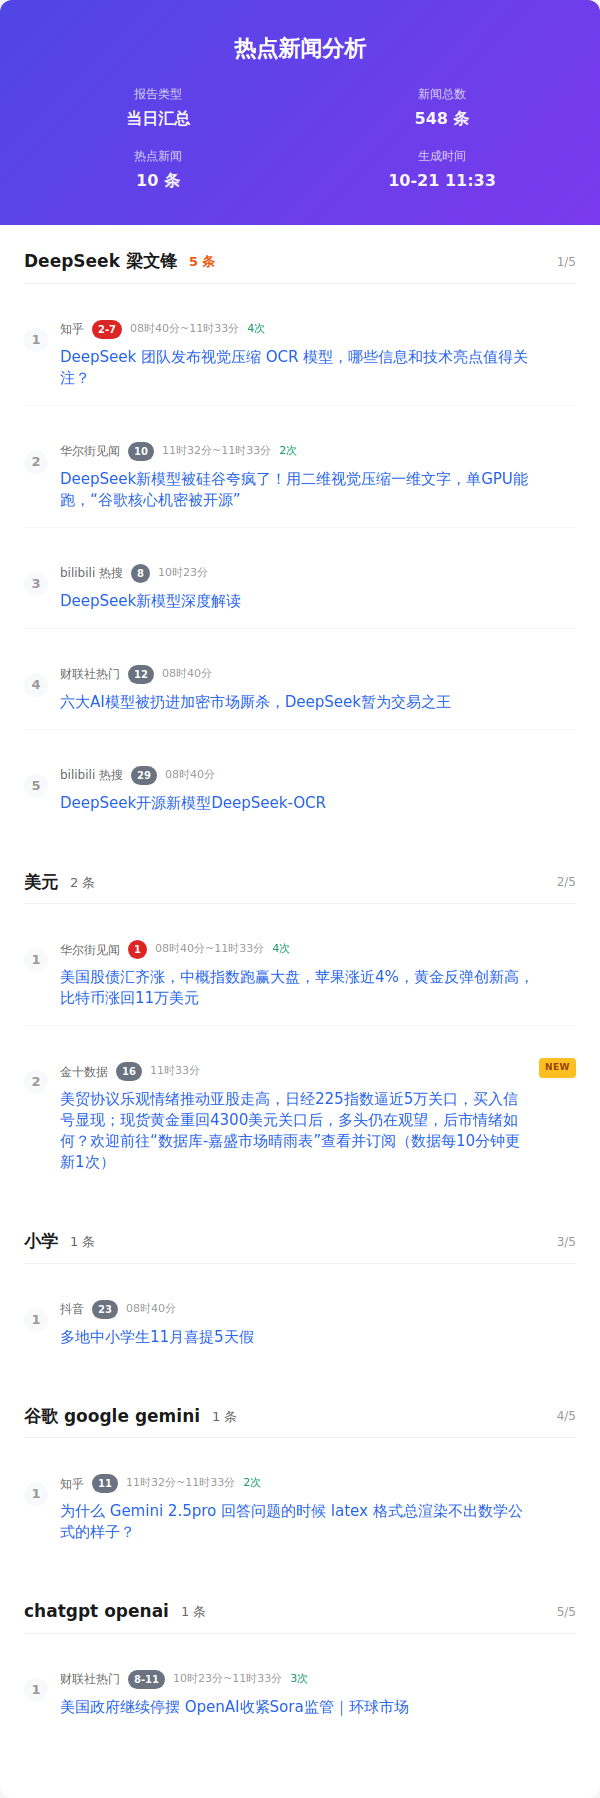 热点新闻分析
报告类型
新闻总数
当日汇总
548 条
热点新闻
生成时间
10 条
10-21 11:33
DeepSeek 梁文锋 5 条 1/5
1
知乎 2-7 08时40分~11时33分 4次
DeepSeek 团队发布视觉压缩 OCR 模型，哪些信息和技术亮点值得关
注？
2
华尔街见闻 10 11时32分~11时33分 2次
DeepSeek新模型被硅谷夸疯了！用二维视觉压缩一维文字，单GPU能
跑，“谷歌核心机密被开源”
3
bilibili 热搜 8 10时23分
DeepSeek新模型深度解读
4
财联社热门 12 08时40分
六大AI模型被扔进加密市场厮杀，DeepSeek暂为交易之王
5
bilibili 热搜 29 08时40分
DeepSeek开源新模型DeepSeek-OCR
美元 2 条 2/5
1
华尔街见闻 1 08时40分~11时33分 4次
美国股债汇齐涨，中概指数跑赢大盘，苹果涨近4%，黄金反弹创新高，
比特币涨回11万美元
2
金十数据 16 11时33分 NEW
美贸协议乐观情绪推动亚股走高，日经225指数逼近5万关口，买入信
号显现；现货黄金重回4300美元关口后，多头仍在观望，后市情绪如
何？欢迎前往“数据库-嘉盛市场晴雨表”查看并订阅（数据每10分钟更
新1次）
小学 1 条 3/5
1
抖音 23 08时40分
多地中小学生11月喜提5天假
谷歌 google gemini 1 条 4/5
1
知乎 11 11时32分~11时33分 2次
为什么 Gemini 2.5pro 回答问题的时候 latex 格式总渲染不出数学公
式的样子？
chatgpt openai 1 条 5/5
1
财联社热门 8-11 10时23分~11时33分 3次
美国政府继续停摆 OpenAI收紧Sora监管｜环球市场